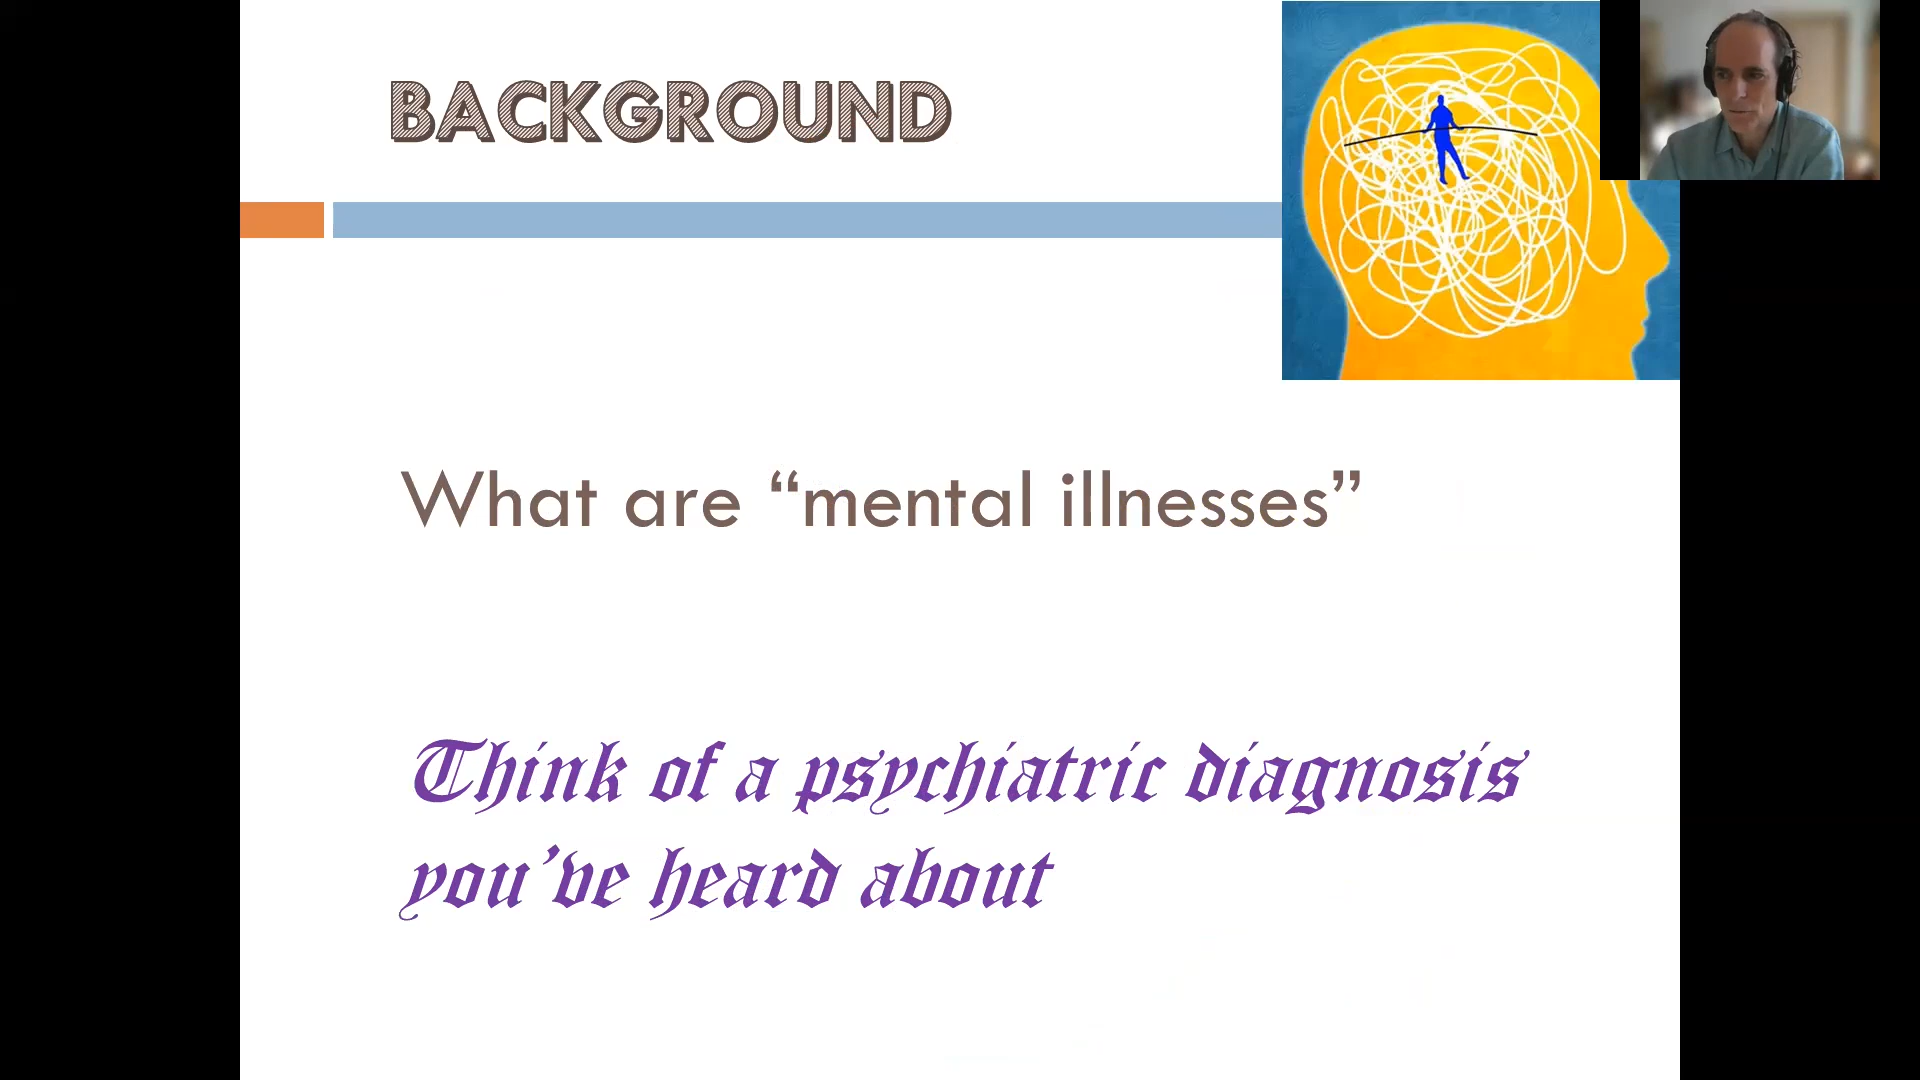 BACKGROUND
What are “mental illnesses”
Think of a psychiatric diagnosis
you’ve heard about